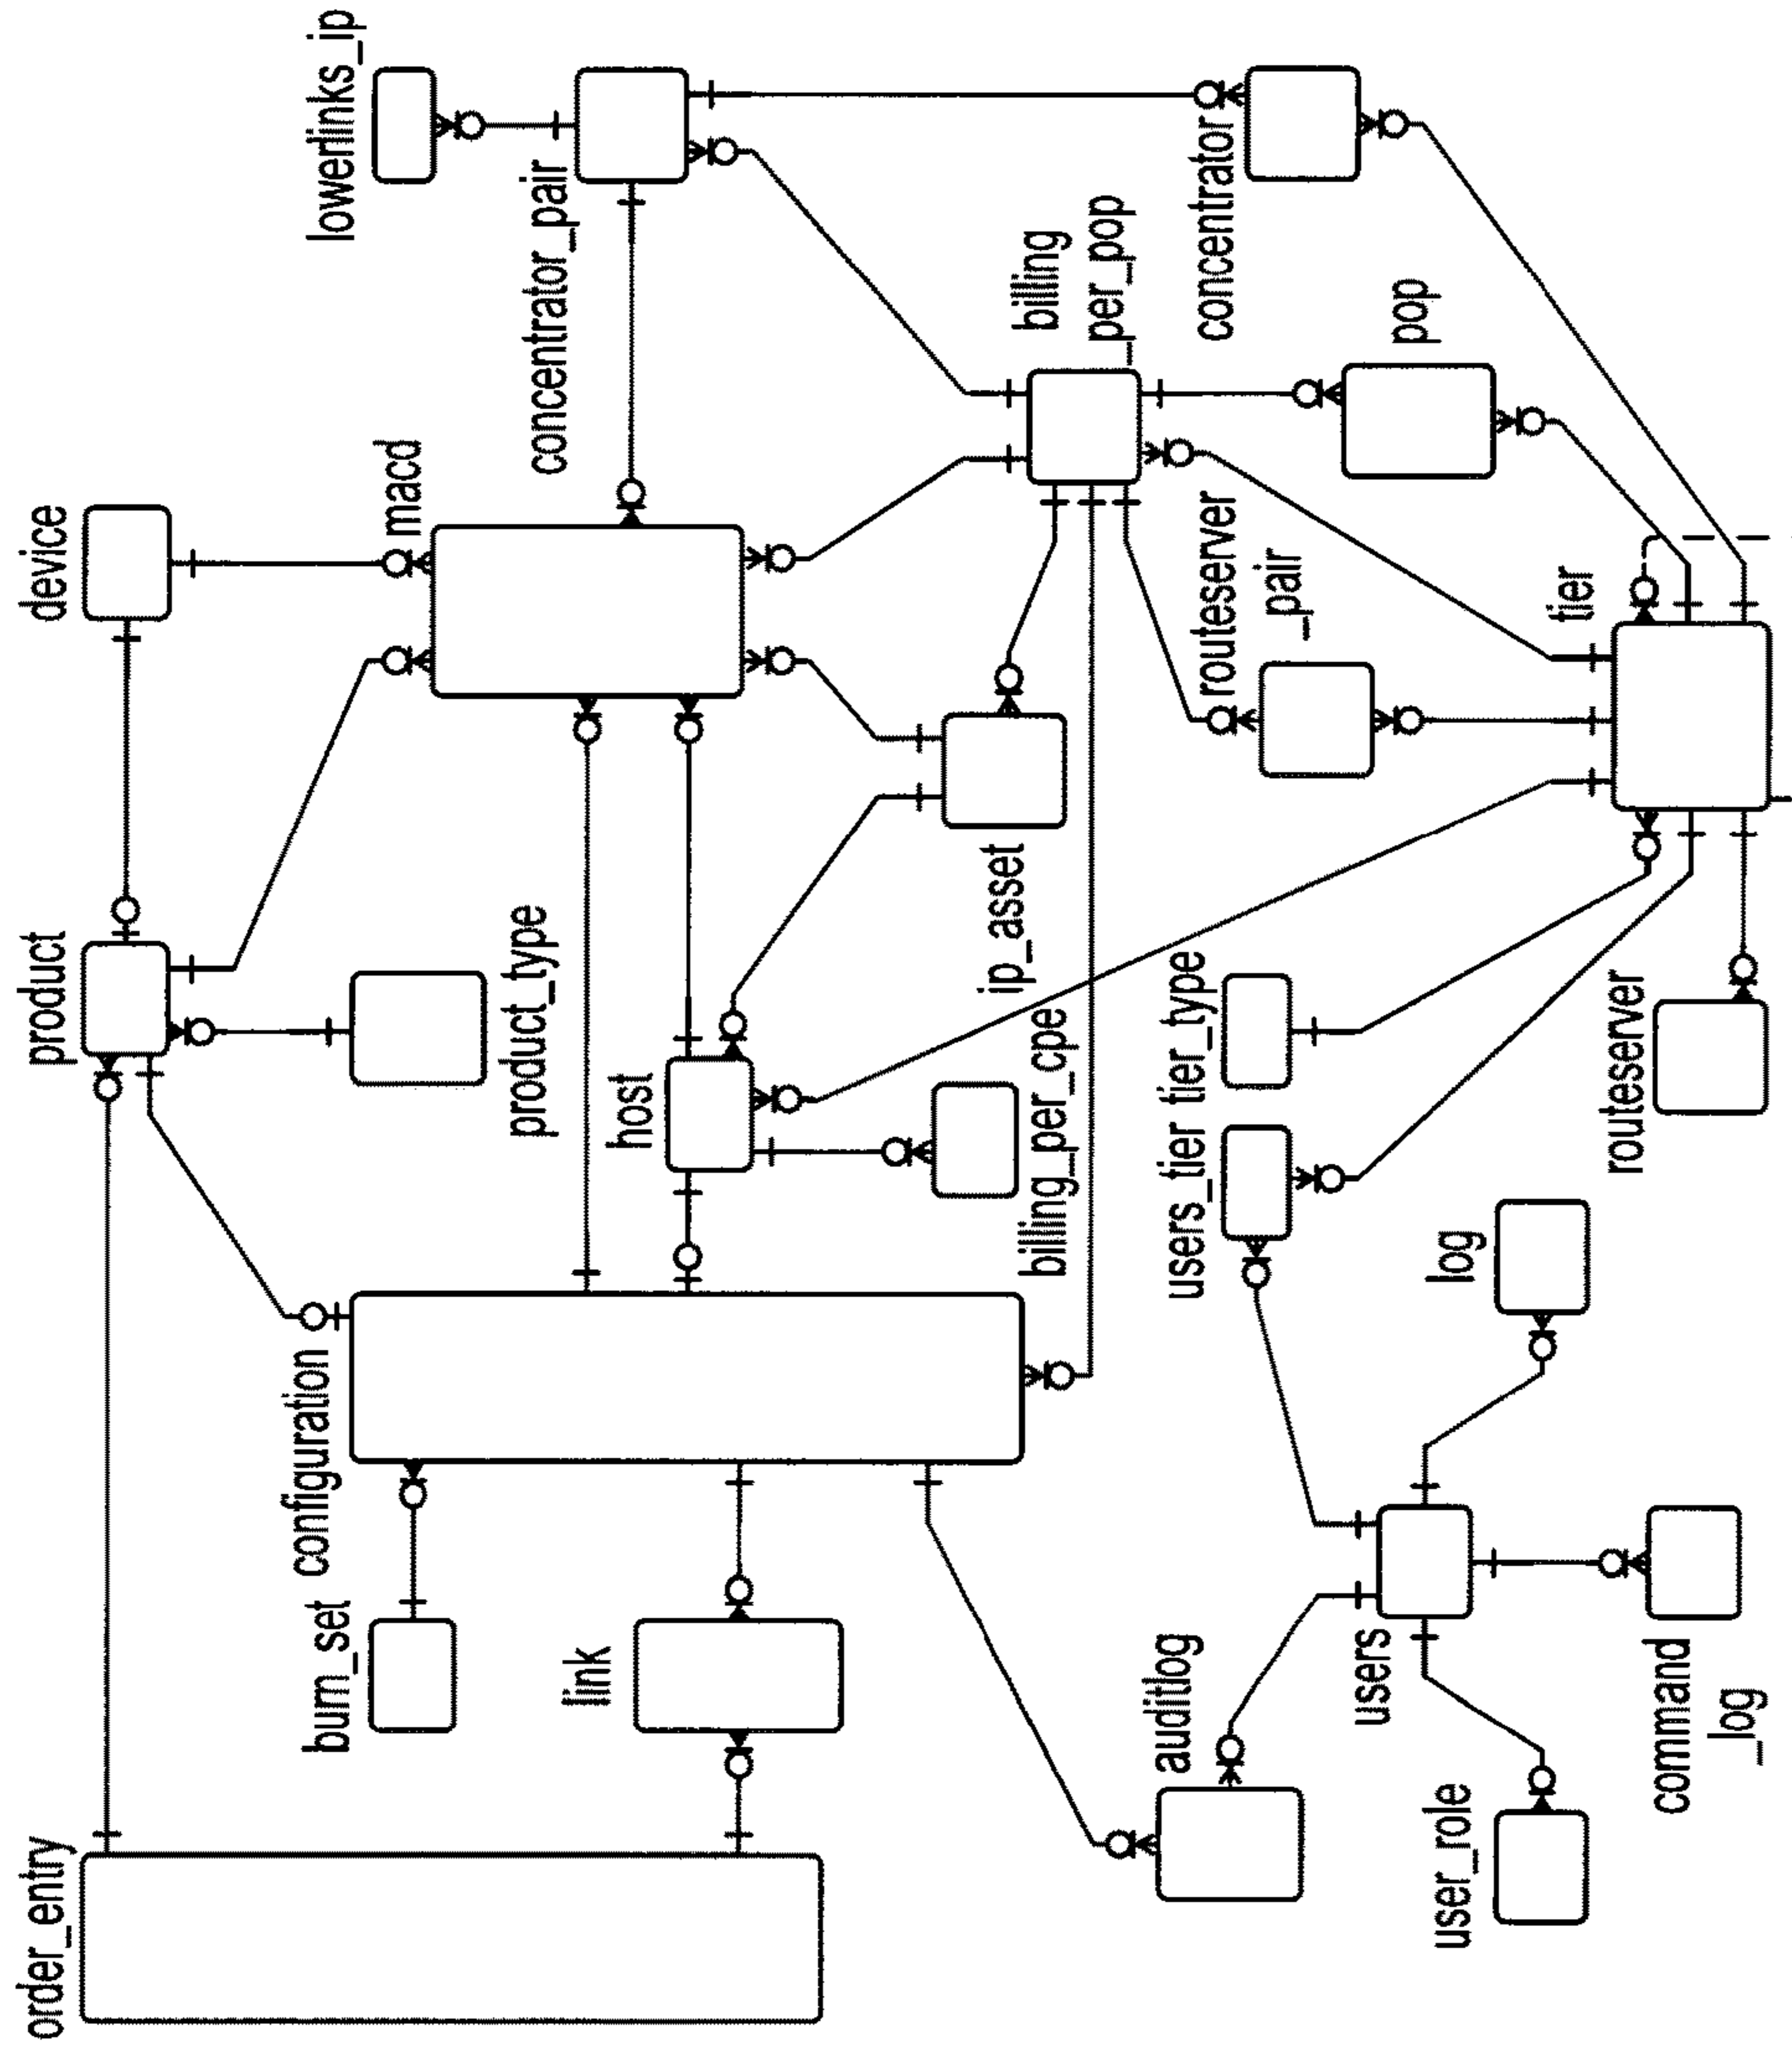 order_entry
product
device
burn_set
configuration
product_type
macd
lowerlinks_ip
link
host
concentrator_pair
billing_per_cpe
ip_asset
billing
_per_pop
auditlog
users_tier
tier_type
routeserver
_pair
concentrator
users
log
pop
user_role
command
_log
routeserver
tier